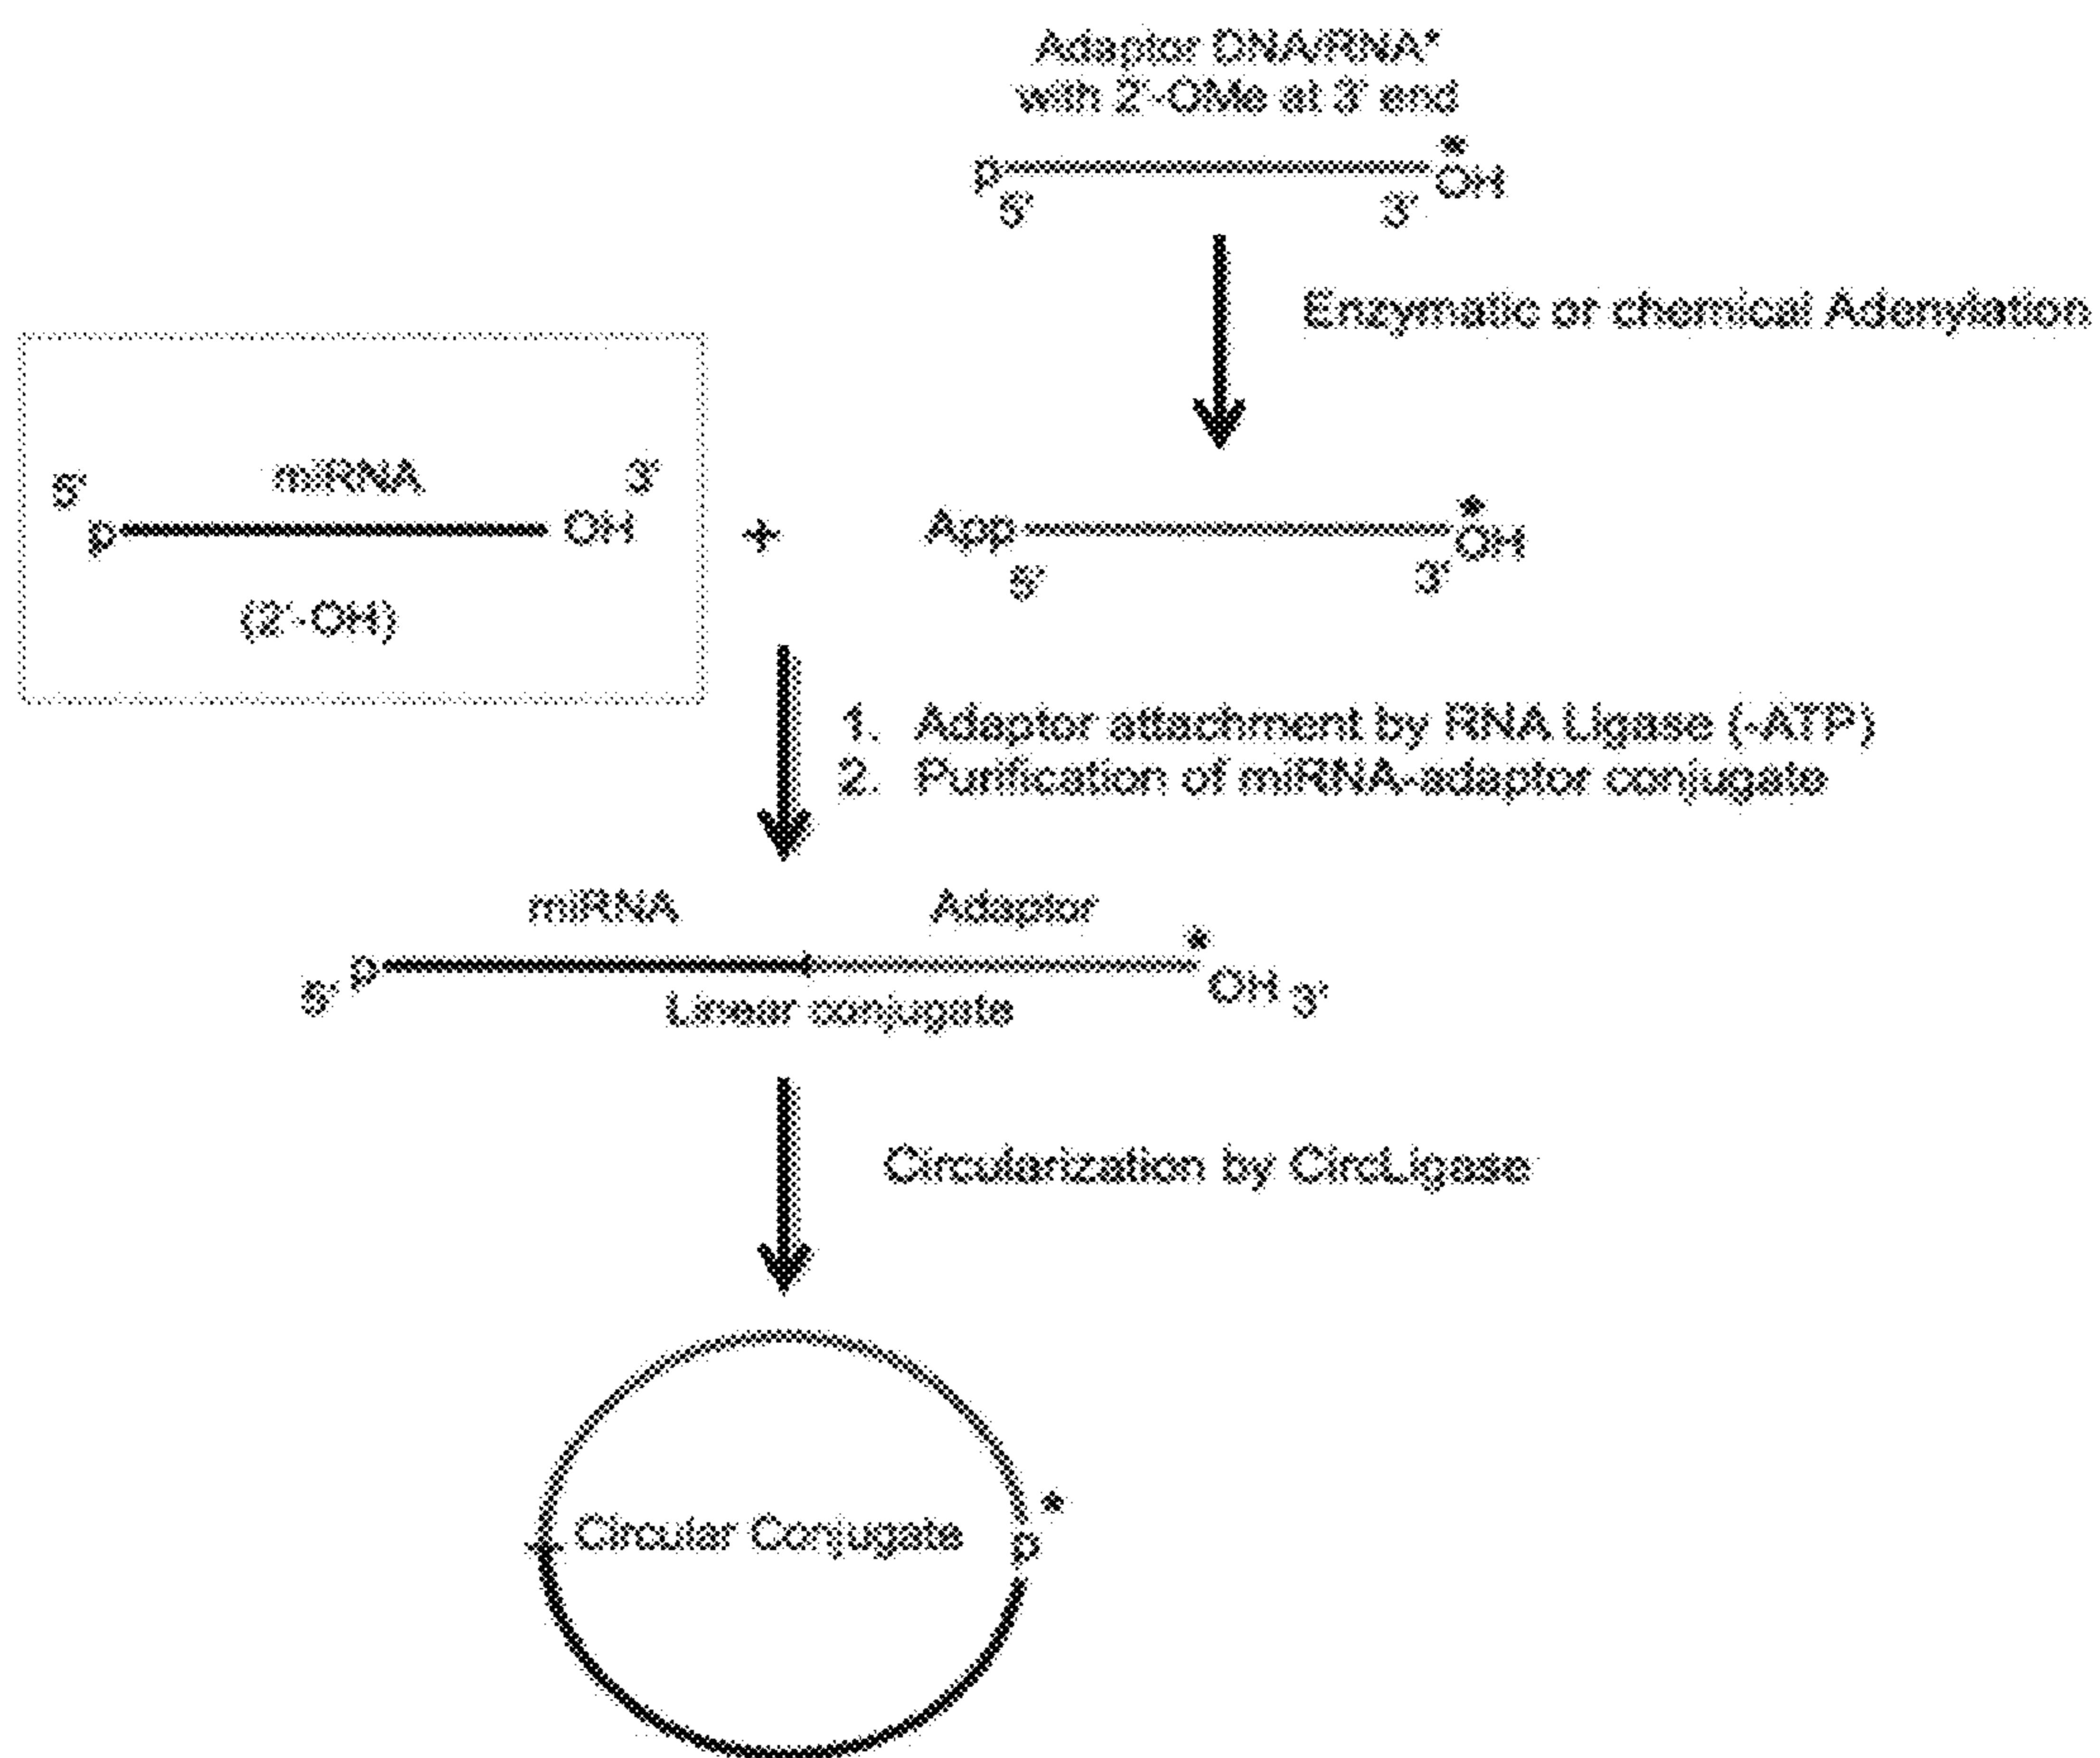 Adaptor DNA/RNA*
with 2'-OMe at 3' end
*
p OH
5' 3'
Enzymatic or chemical Adenylation
5' miRNA 3'
p OH
(2'-OH)
+
*
App OH
5' 3'
1. Adaptor attachment by RNA Ligase (-ATP)
2. Purification of miRNA-adaptor conjugate
miRNA Adaptor
*
5' p OH 3'
Linear conjugate
Circularization by CircLigase
*
Circular Conjugate p